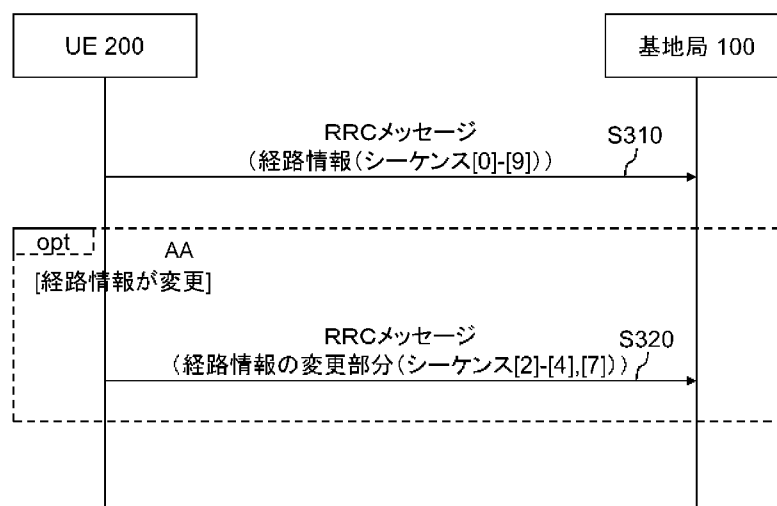 UE 200
基地局 100
RRCメッセージ
(経路情報(シーケンス[0]-[9]))
S310
opt
AA
[経路情報が変更]
RRCメッセージ
(経路情報の変更部分(シーケンス[2]-[4],[7]))
S320